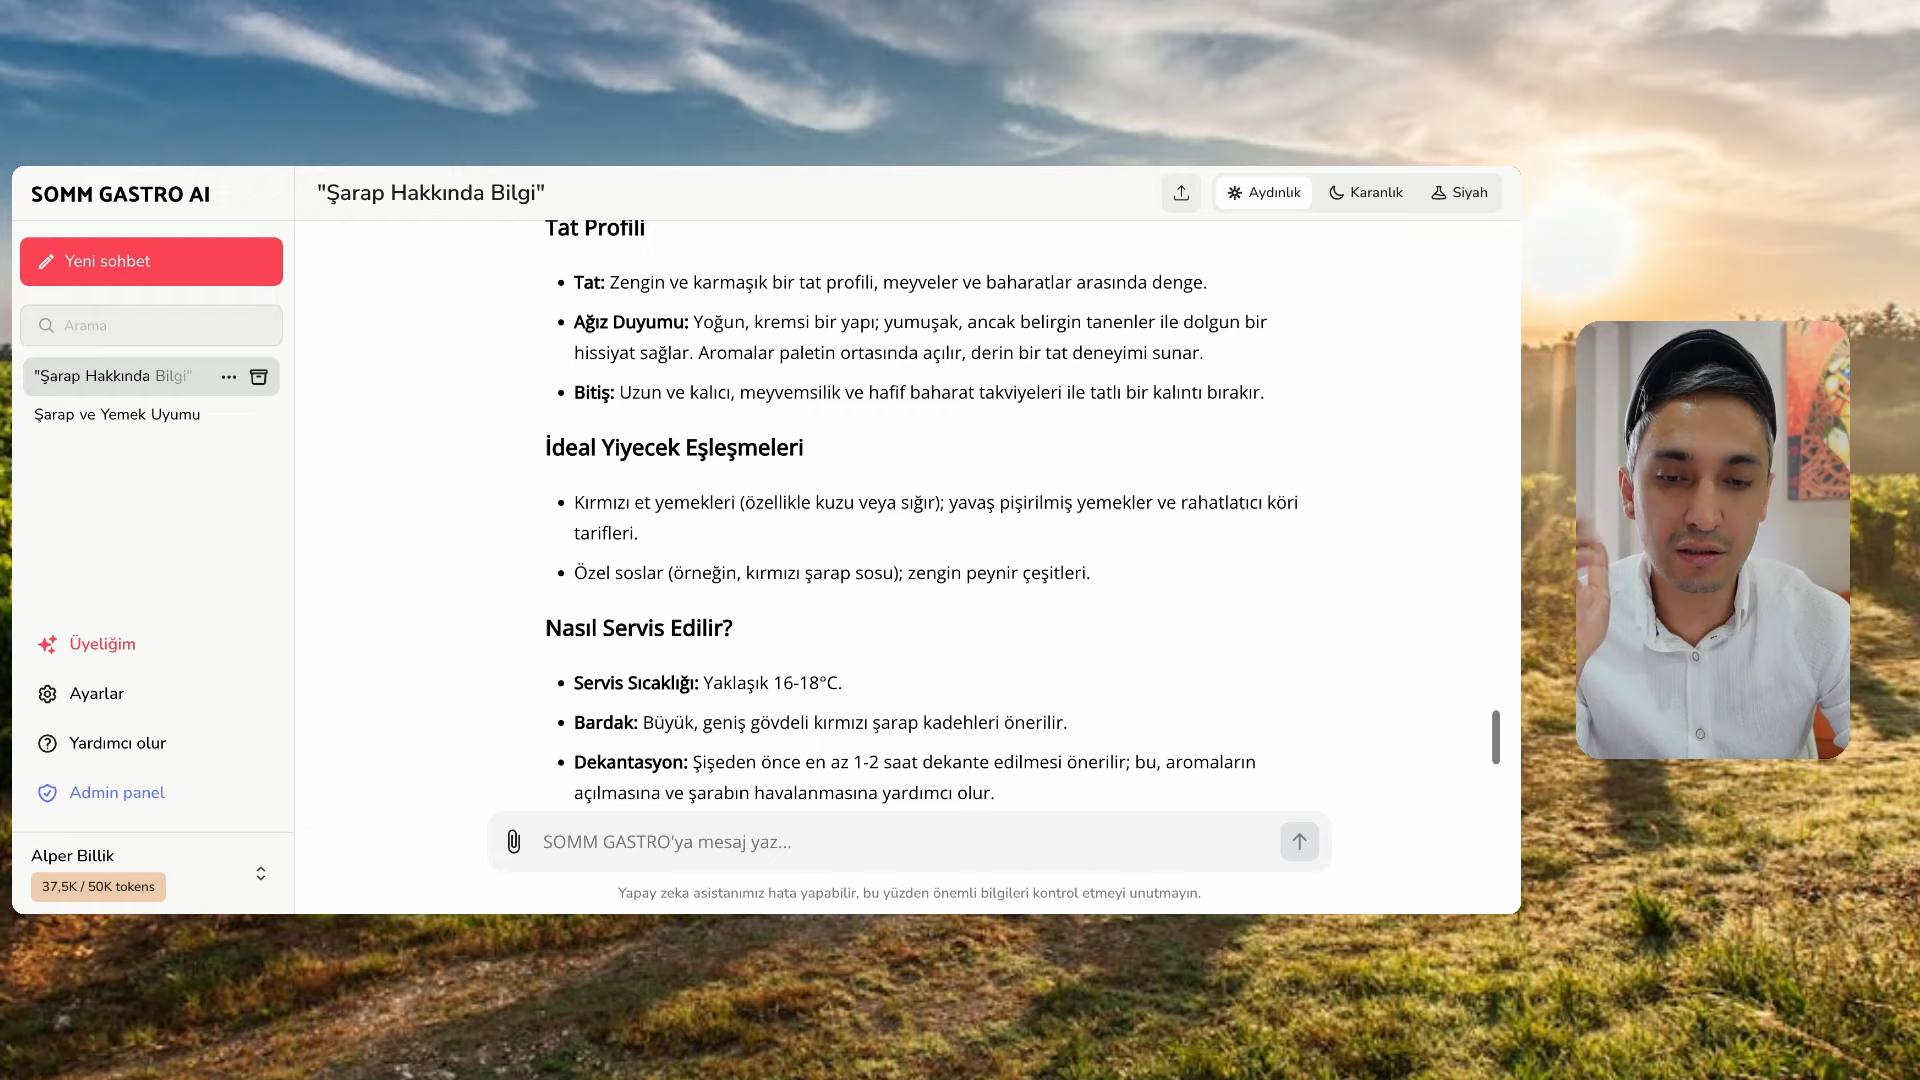 SOMM GASTRO AI
"Şarap Hakkında Bilgi"
Aydınlık
Karanlık
Siyah
Yeni sohbet
Arama
"Şarap Hakkında Bilgi"
Şarap ve Yemek Uyumu
Üyeliğim
Ayarlar
Yardımcı olur
Admin panel
Alper Billik
37,5K / 50K tokens
Tat Profili
Tat: Zengin ve karmaşık bir tat profili, meyveler ve baharatlar arasında denge.
Ağız Duyumu: Yoğun, kremsi bir yapı; yumuşak, ancak belirgin tanenler ile dolgun bir
hissiyat sağlar. Aromalar paletin ortasında açılır, derin bir tat deneyimi sunar.
Bitiş: Uzun ve kalıcı, meyvemsilik ve hafif baharat takviyeleri ile tatlı bir kalıntı bırakır.
İdeal Yiyecek Eşleşmeleri
Kırmızı et yemekleri (özellikle kuzu veya sığır); yavaş pişirilmiş yemekler ve rahatlatıcı köri
tarifleri.
Özel soslar (örneğin, kırmızı şarap sosu); zengin peynir çeşitleri.
Nasıl Servis Edilir?
Servis Sıcaklığı: Yaklaşık 16-18°C.
Bardak: Büyük, geniş gövdeli kırmızı şarap kadehleri önerilir.
Dekantasyon: Şişeden önce en az 1-2 saat dekante edilmesi önerilir; bu, aromaların
açılmasına ve şarabın havalanmasına yardımcı olur.
SOMM GASTRO'ya mesaj yaz...
Yapay zeka asistanımız hata yapabilir, bu yüzden önemli bilgileri kontrol etmeyi unutmayın.